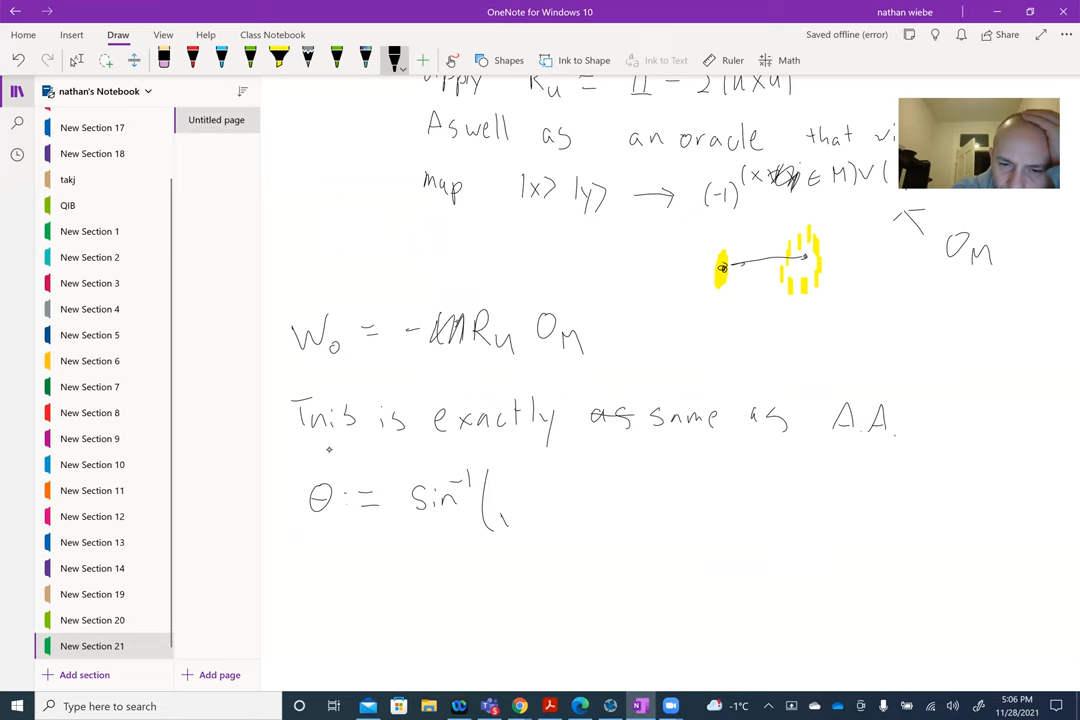 OneNote for Windows 10
nathan wiebe
Home Insert Draw View Help Class Notebook
Saved offline (error)
Share
Shapes
Ink to Shape
Ink to Text
Ruler
Math
nathan's Notebook
Untitled page
New Section 17
New Section 18
takj
QIB
New Section 1
New Section 2
New Section 3
New Section 4
New Section 5
New Section 6
New Section 7
New Section 8
New Section 9
New Section 10
New Section 11
New Section 12
New Section 13
New Section 14
New Section 19
New Section 20
New Section 21
Add section
Add page
R_u = 𝟙 - 2|u><u|
Aswell as an oracle that
map |x> |y> → (-1)^(x ∈ M) ∨ (
O_M
W_0 = - R_u O_M
This is exactly as same as A.A.
θ := sin^-1 (
Type here to search
-1°C
5:06 PM
11/28/2021